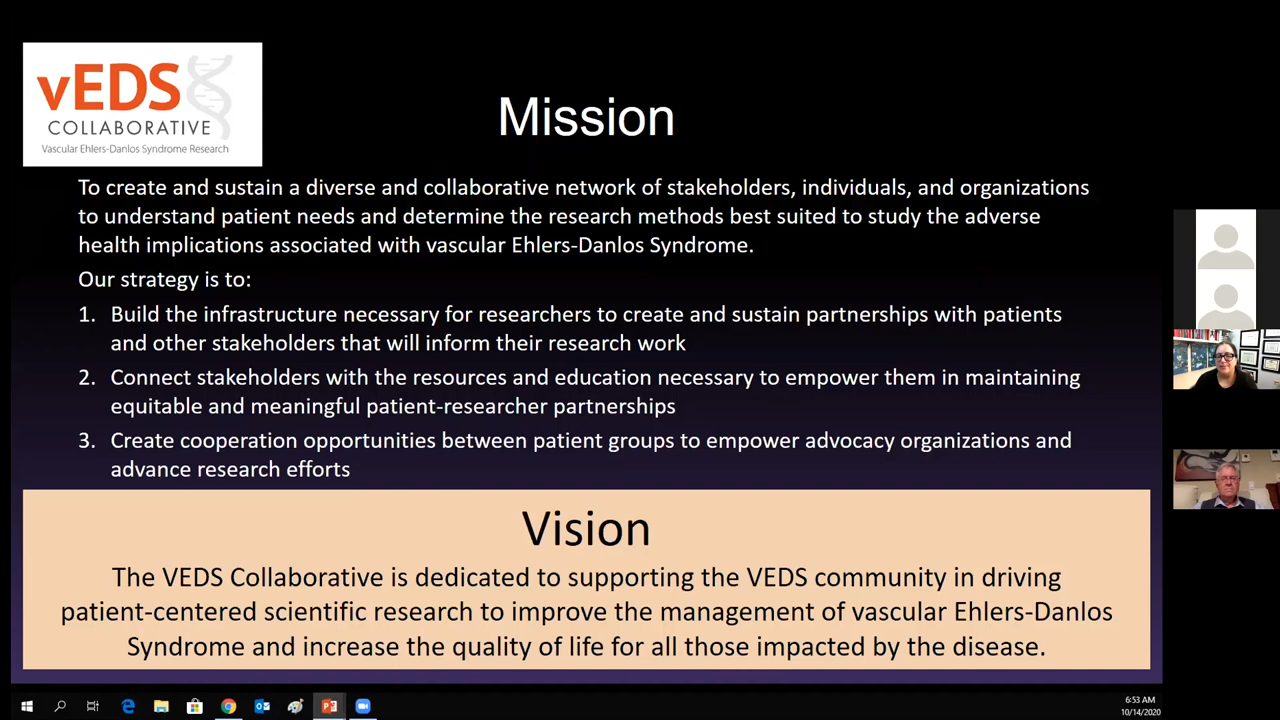 vEDS
COLLABORATIVE
Vascular Ehlers-Danlos Syndrome Research
Mission
To create and sustain a diverse and collaborative network of stakeholders, individuals, and organizations
to understand patient needs and determine the research methods best suited to study the adverse
health implications associated with vascular Ehlers-Danlos Syndrome.
Our strategy is to:
1. Build the infrastructure necessary for researchers to create and sustain partnerships with patients
and other stakeholders that will inform their research work
2. Connect stakeholders with the resources and education necessary to empower them in maintaining
equitable and meaningful patient-researcher partnerships
3. Create cooperation opportunities between patient groups to empower advocacy organizations and
advance research efforts
Vision
The VEDS Collaborative is dedicated to supporting the VEDS community in driving
patient-centered scientific research to improve the management of vascular Ehlers-Danlos
Syndrome and increase the quality of life for all those impacted by the disease.
6:53 AM
10/14/2020